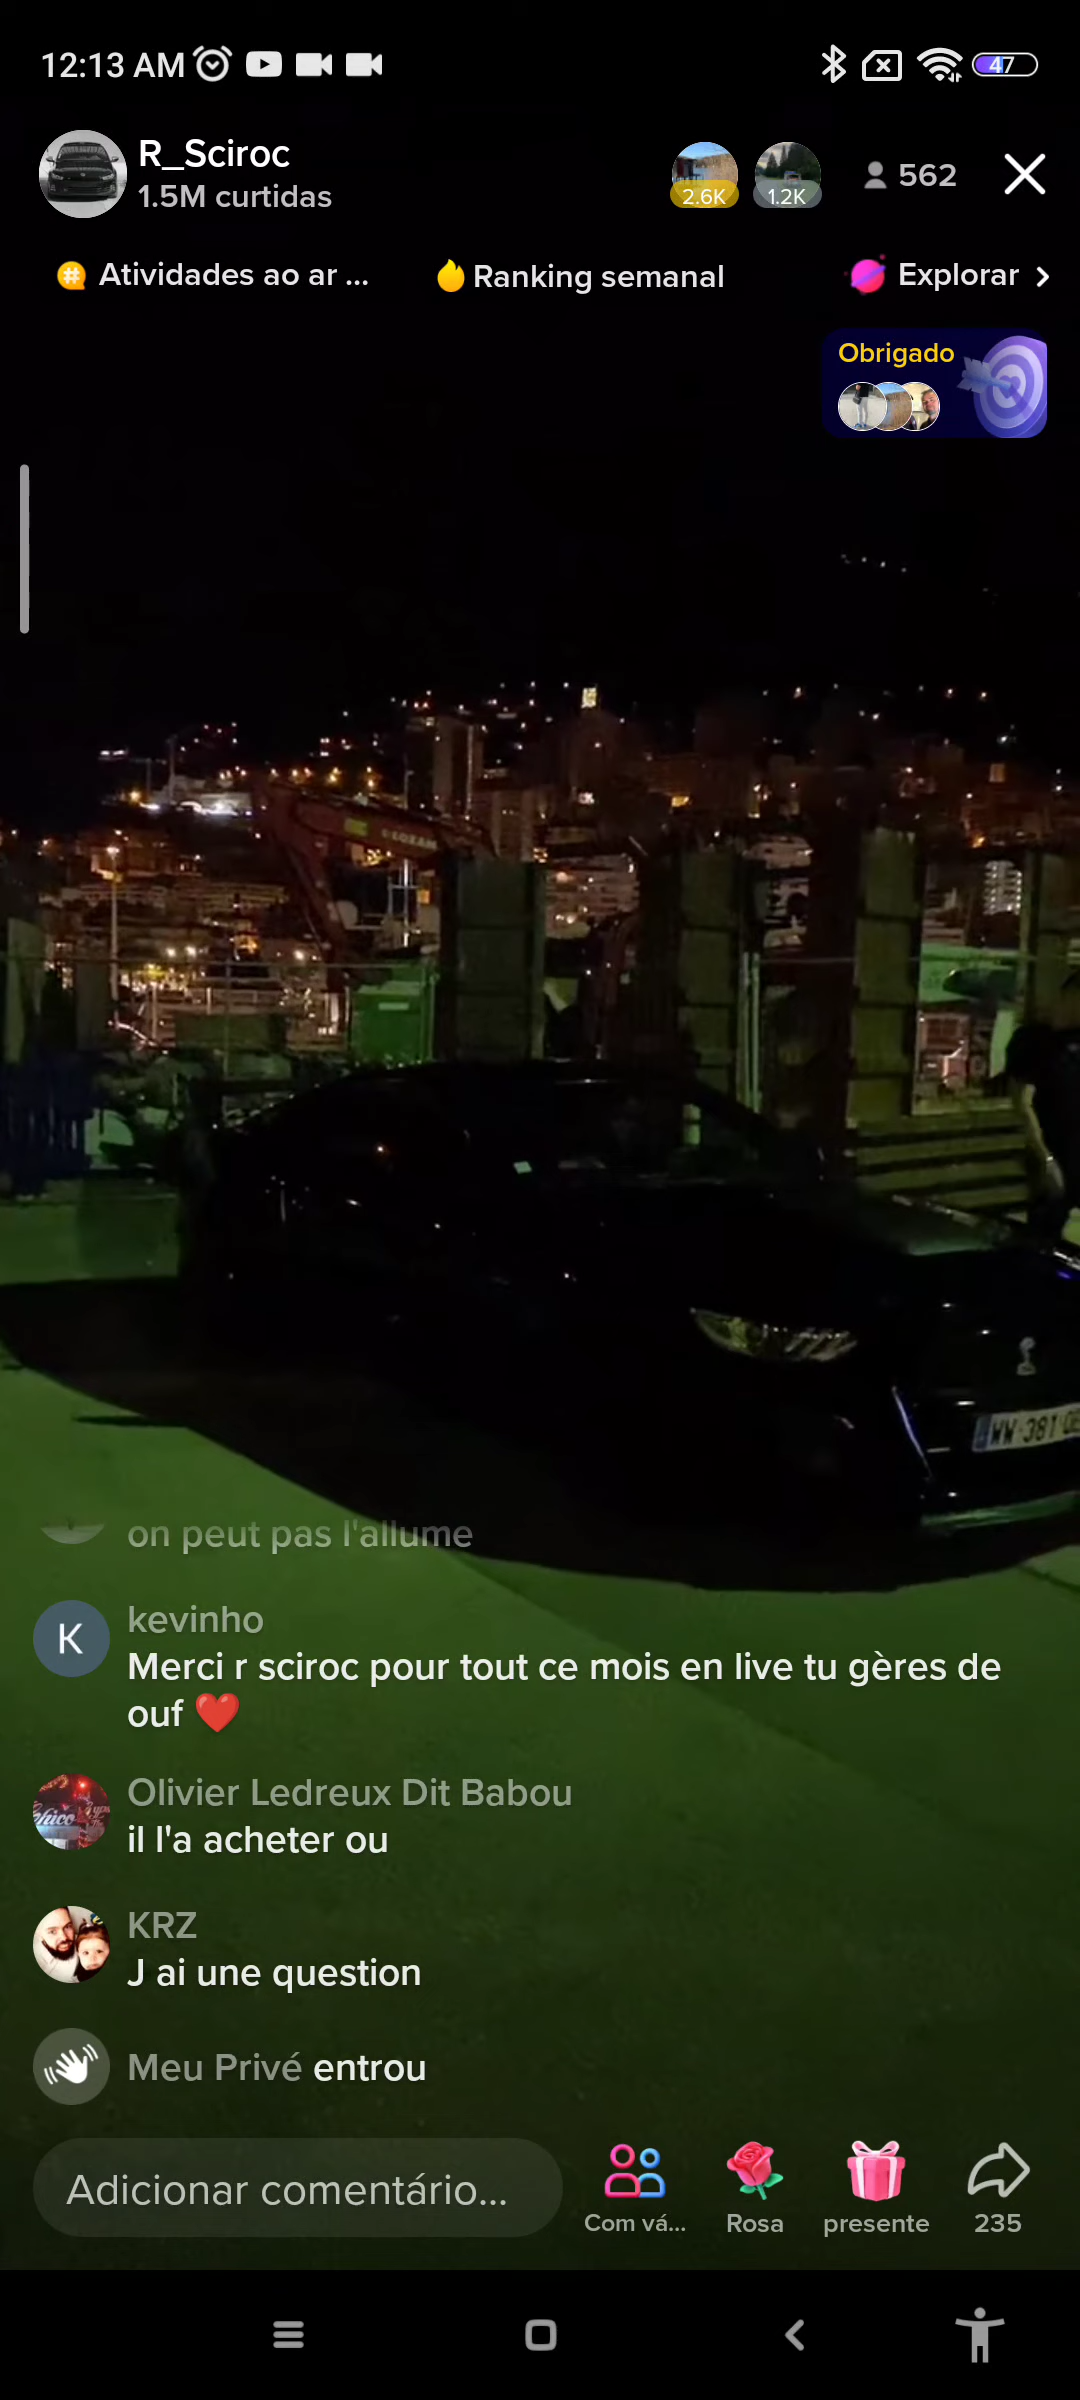 12:13 AM
47
R_Sciroc
1.5M curtidas
2.6K
1.2K
562
Atividades ao ar ...
Ranking semanal
Explorar
Obrigado
on peut pas l'allume
kevinho
Merci r sciroc pour tout ce mois en live tu gères de
ouf ❤️
Olivier Ledreux Dit Babou
il l'a acheter ou
KRZ
J ai une question
Meu Privé entrou
Adicionar comentário...
Com vá...
Rosa
presente
235